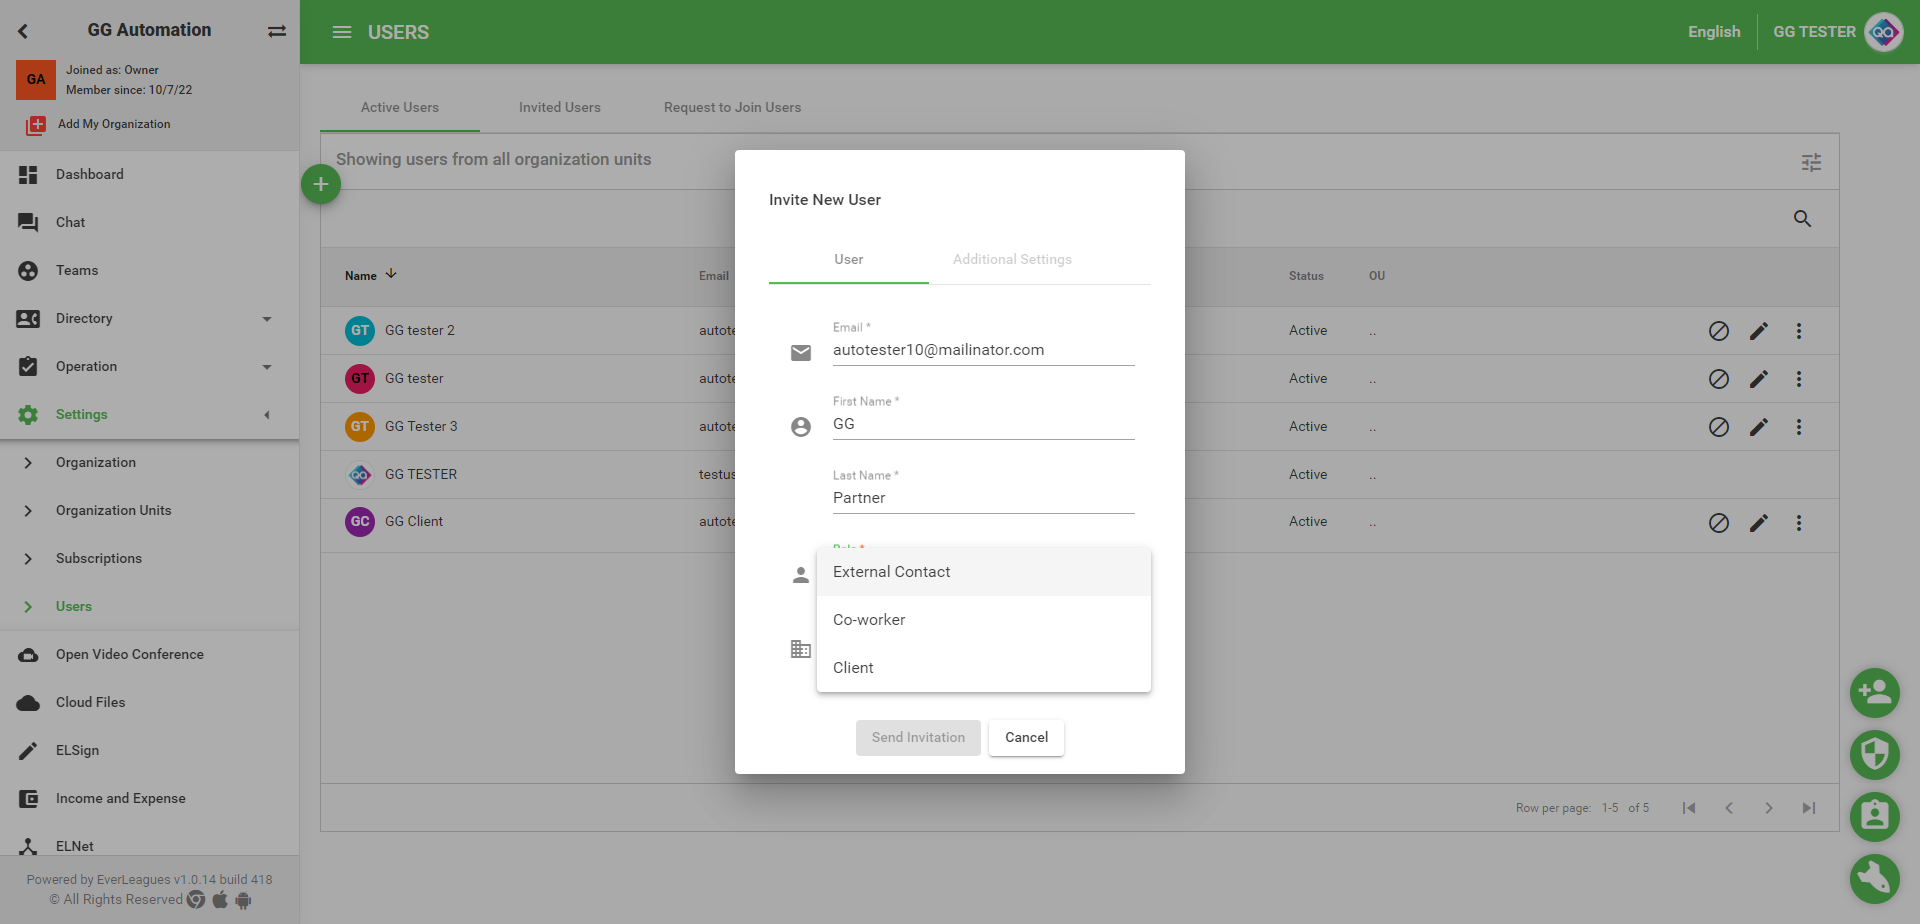 GG Automation
GA
Joined as: Owner
Member since: 10/7/22
Add My Organization
Dashboard
Chat
Teams
Directory
Operation
Settings
Organization
Organization Units
Subscriptions
Users
Open Video Conference
Cloud Files
ELSign
Income and Expense
ELNet
Powered by EverLeagues v1.0.14 build 418
© All Rights Reserved
USERS
English
GG TESTER
QA
Active Users
Invited Users
Request to Join Users
Showing users from all organization units
Name
Email
Status
OU
GT
GG tester 2
autote
Active
..
GT
GG tester
autote
Active
..
GT
GG Tester 3
autote
Active
..
QA
GG TESTER
testus
Active
..
GC
GG Client
autote
Active
..
Row per page:
1-5
of 5
Invite New User
User
Additional Settings
Email *
autotester10@mailinator.com
First Name *
GG
Last Name *
Partner
External Contact
Co-worker
Client
Send Invitation
Cancel